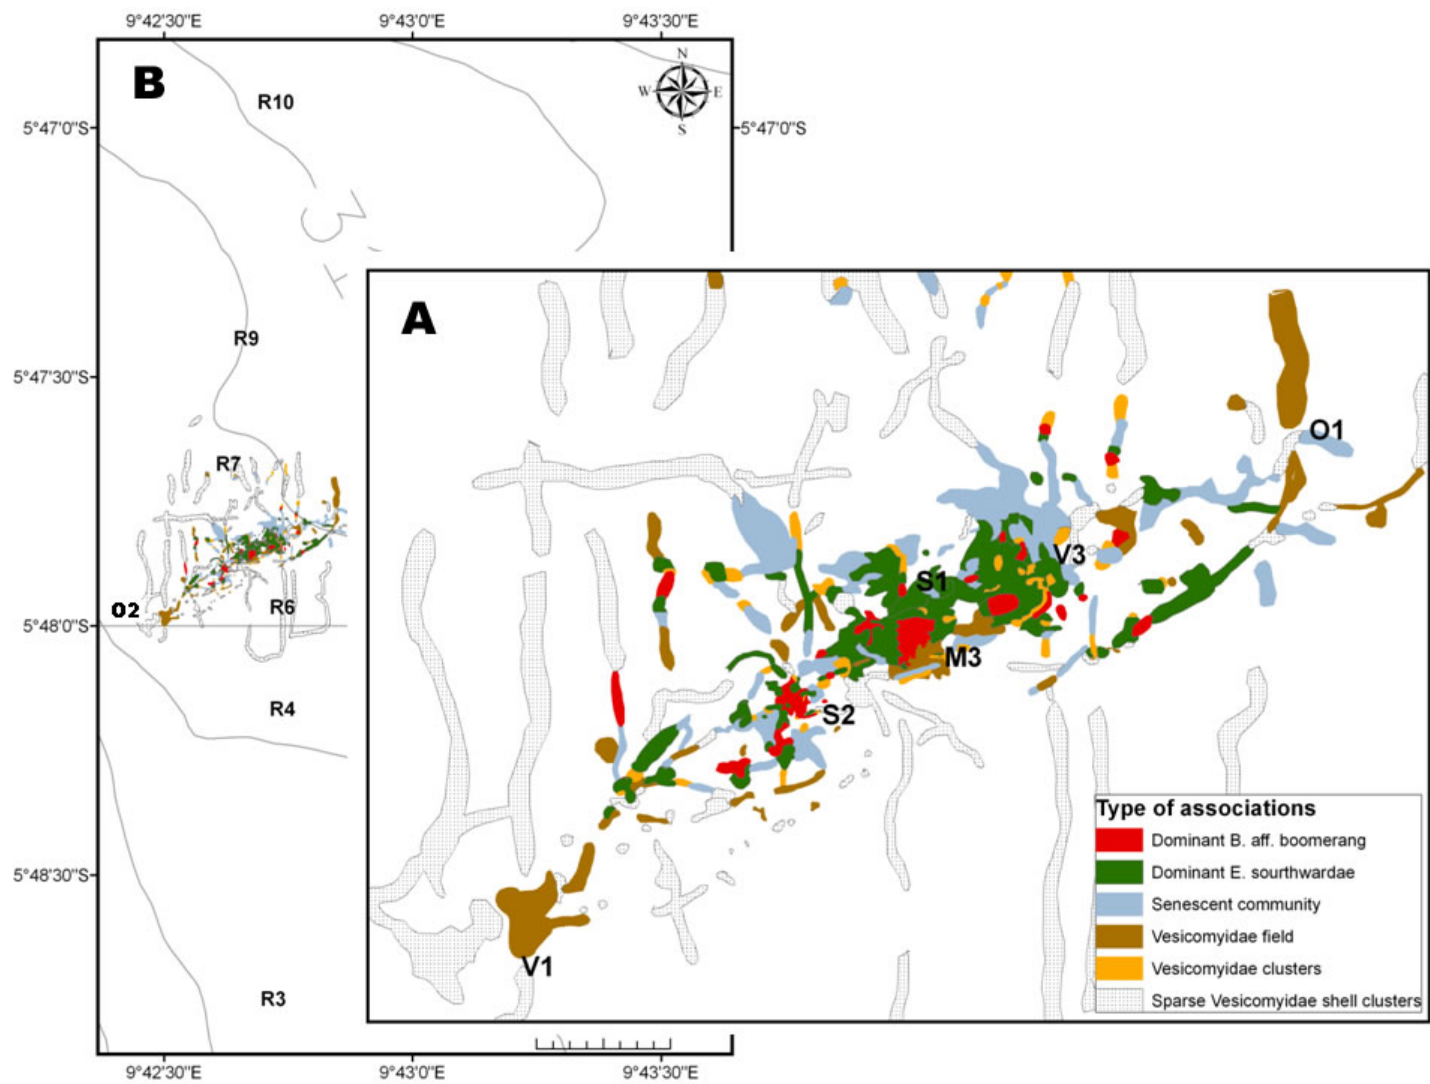 9°42'30"E
9°43'0"E
9°43'30"E
B
R10
N
W
E
S
5°47'0"S
5°47'0"S
3
A
R9
5°47'30"S
O1
R7
V3
S1
O2
R6
5°48'0"S
M3
R4
S2
Type of associations
Dominant B. aff. boomerang
Dominant E. sourthwardae
5°48'30"S
Senescent community
Vesicomyidae field
Vesicomyidae clusters
V1
R3
Sparse Vesicomyidae shell clusters
9°42'30"E
9°43'0"E
9°43'30"E